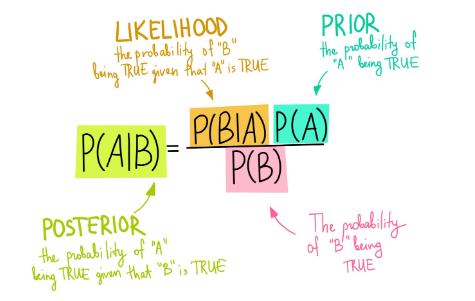 LIKELIHOOD
the probability of "B"
being TRUE given that "A" is TRUE
PRIOR
the probability of
"A" being TRUE
P(A|B) = P(B|A) P(A)
P(B)
POSTERIOR
the probability of "A"
being TRUE given that "B" is TRUE
The probability
of "B" being
TRUE